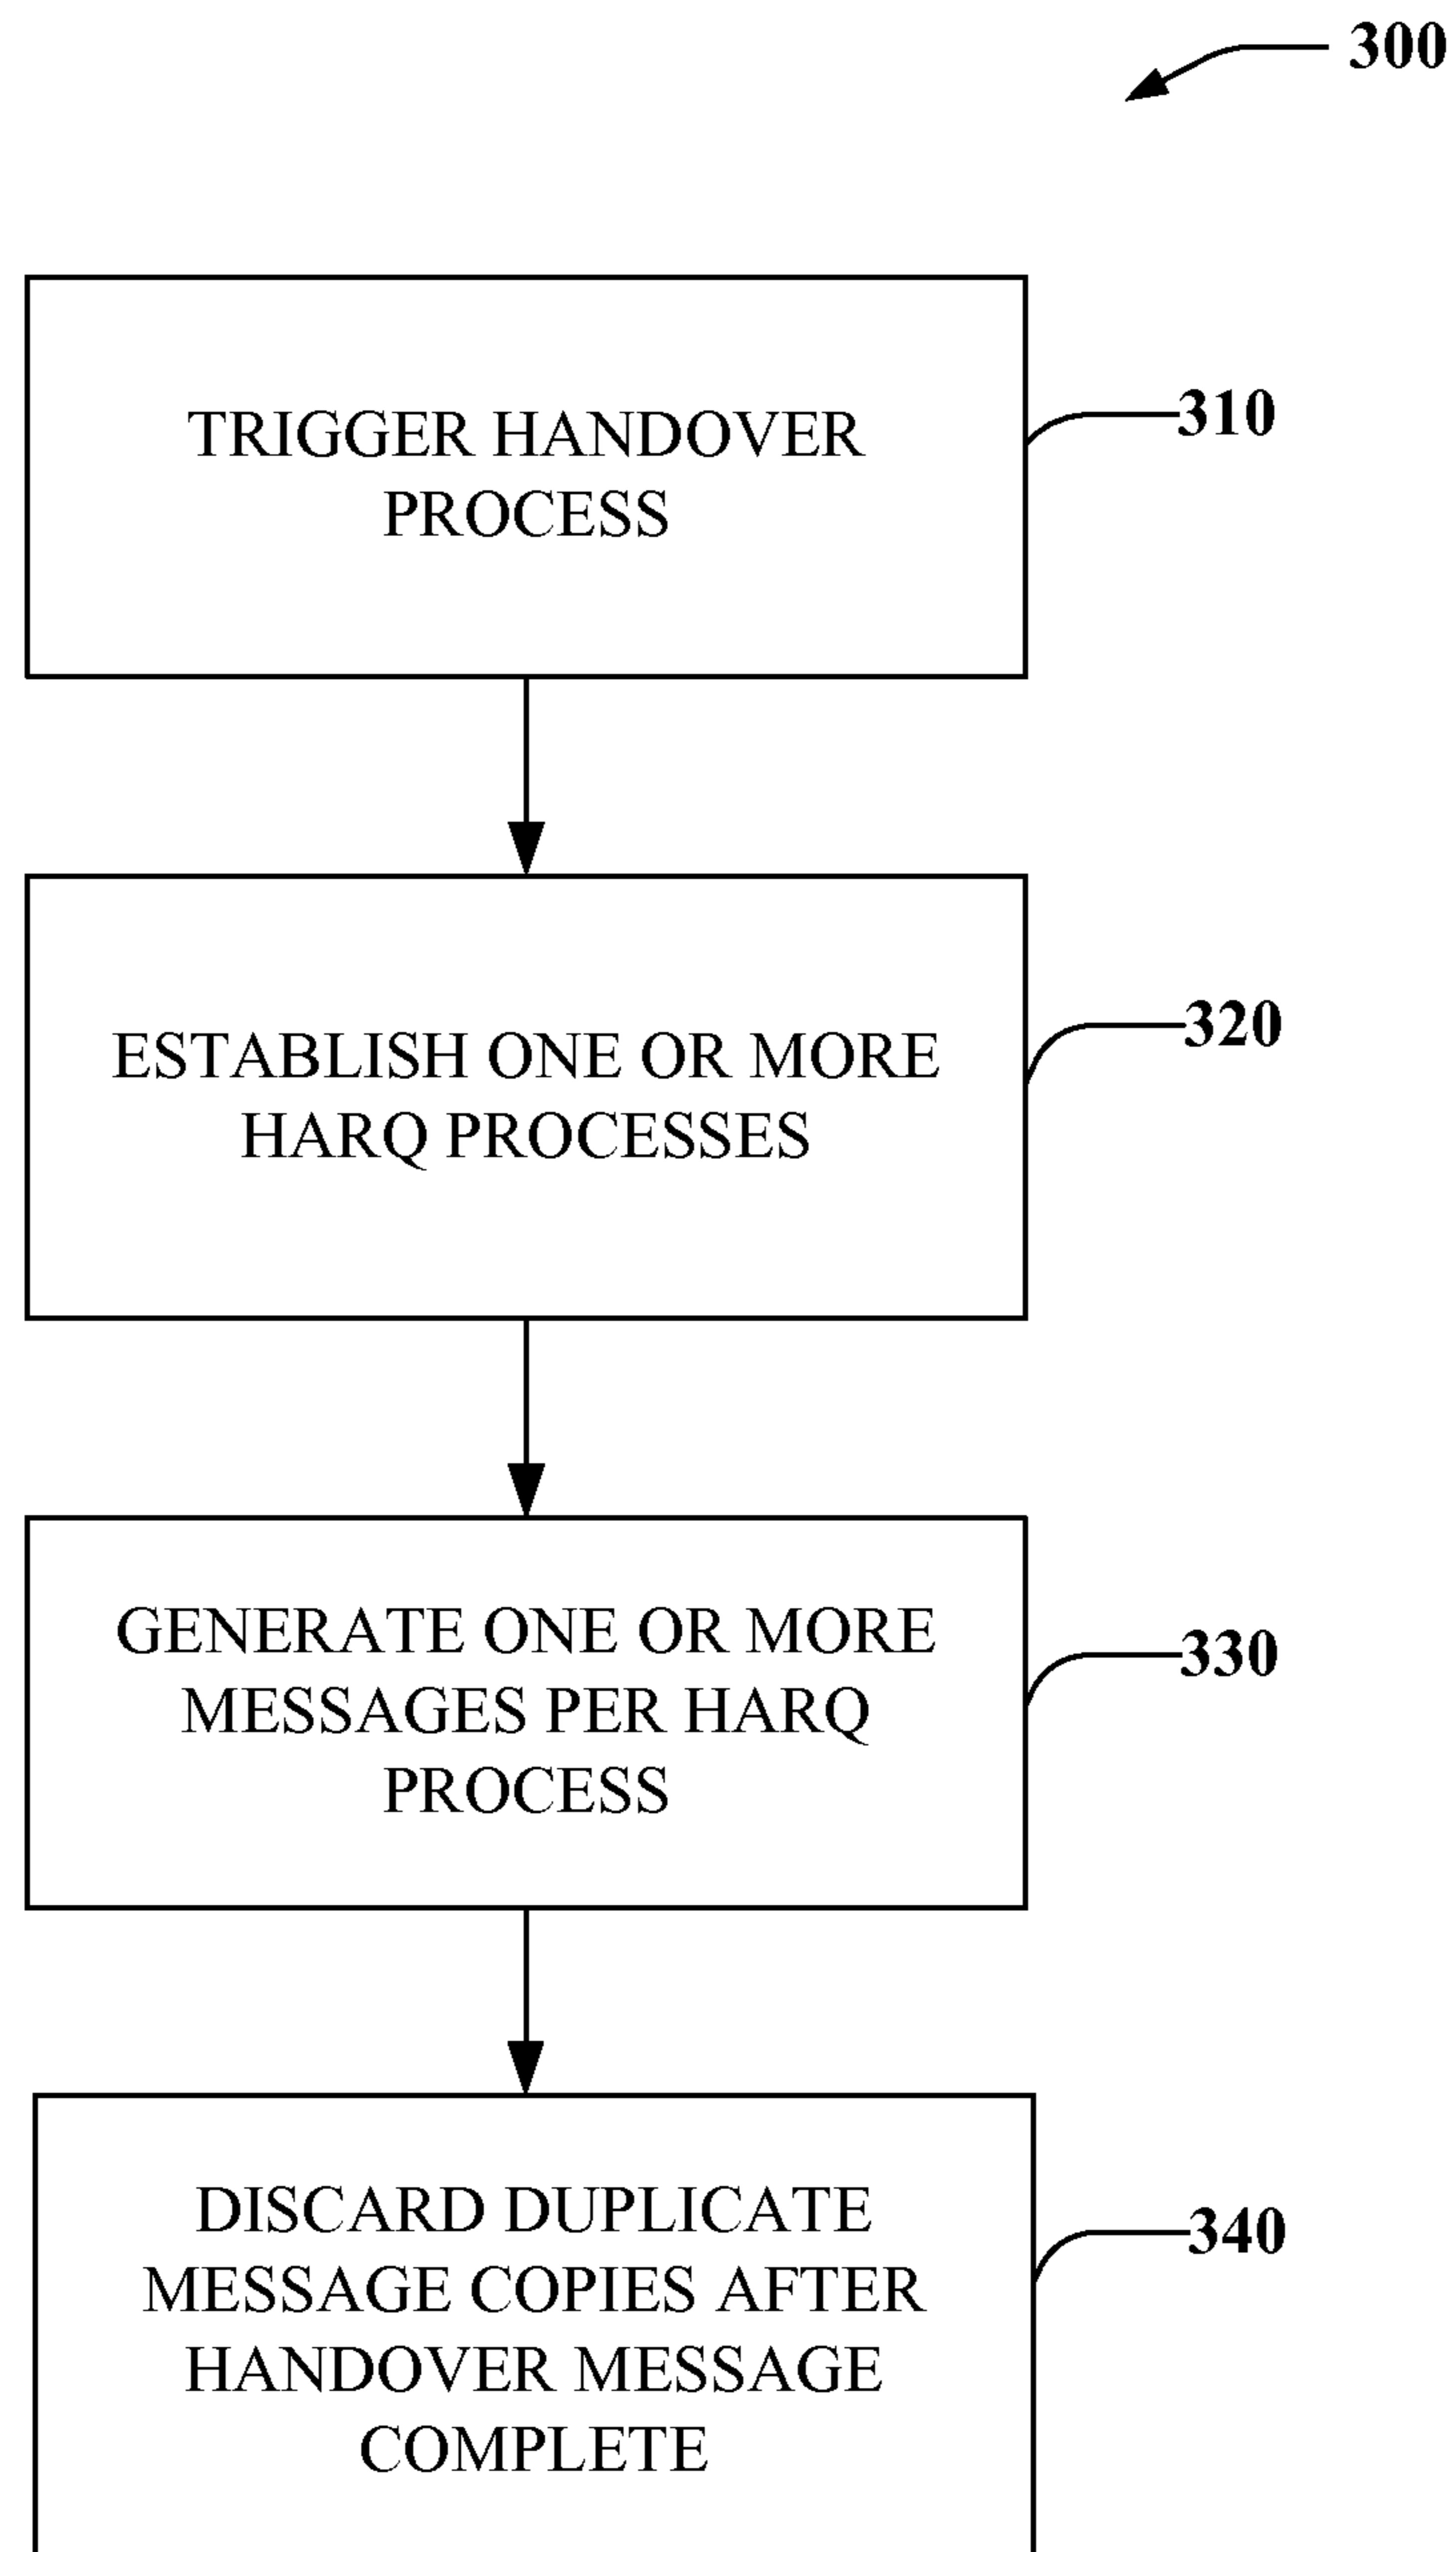 300
TRIGGER HANDOVER
PROCESS
310
ESTABLISH ONE OR MORE
HARQ PROCESSES
320
GENERATE ONE OR MORE
MESSAGES PER HARQ
PROCESS
330
DISCARD DUPLICATE
MESSAGE COPIES AFTER
HANDOVER MESSAGE
COMPLETE
340